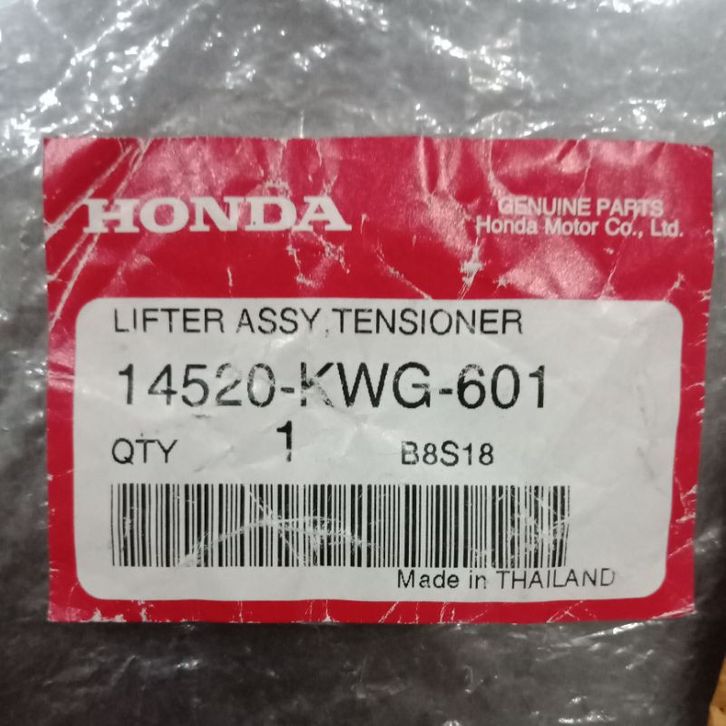 HONDA
GENUINE PARTS
Honda Motor Co., Ltd.
LIFTER ASSY,TENSIONER
14520-KWG-601
QTY 1 B8S18
Made in THAILAND